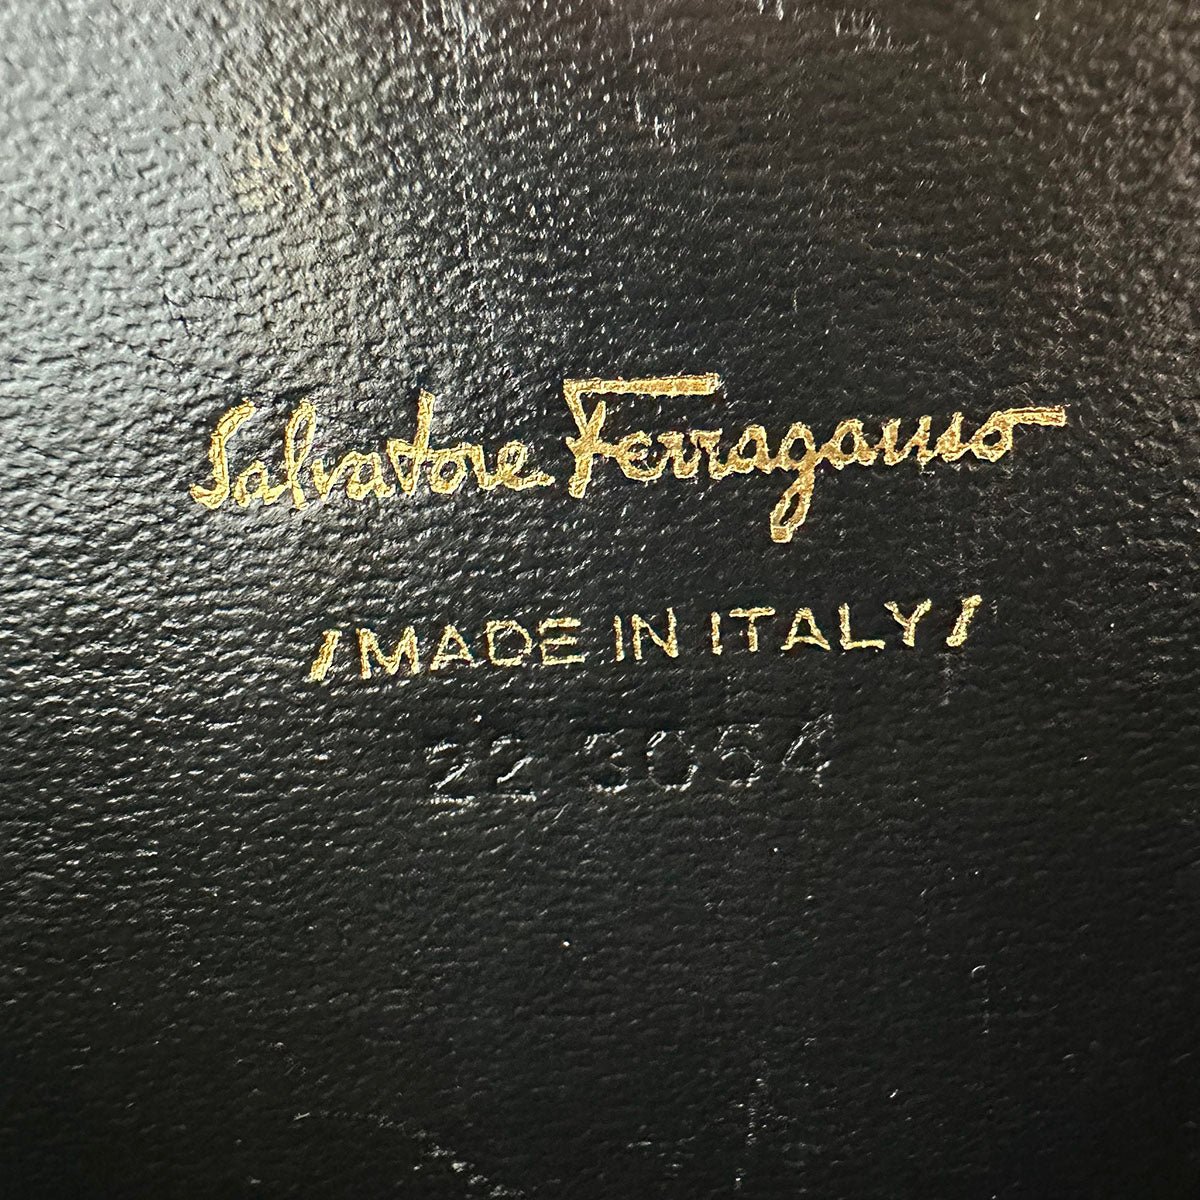 Salvatore Ferragamo
/MADE IN ITALY/
22 3054